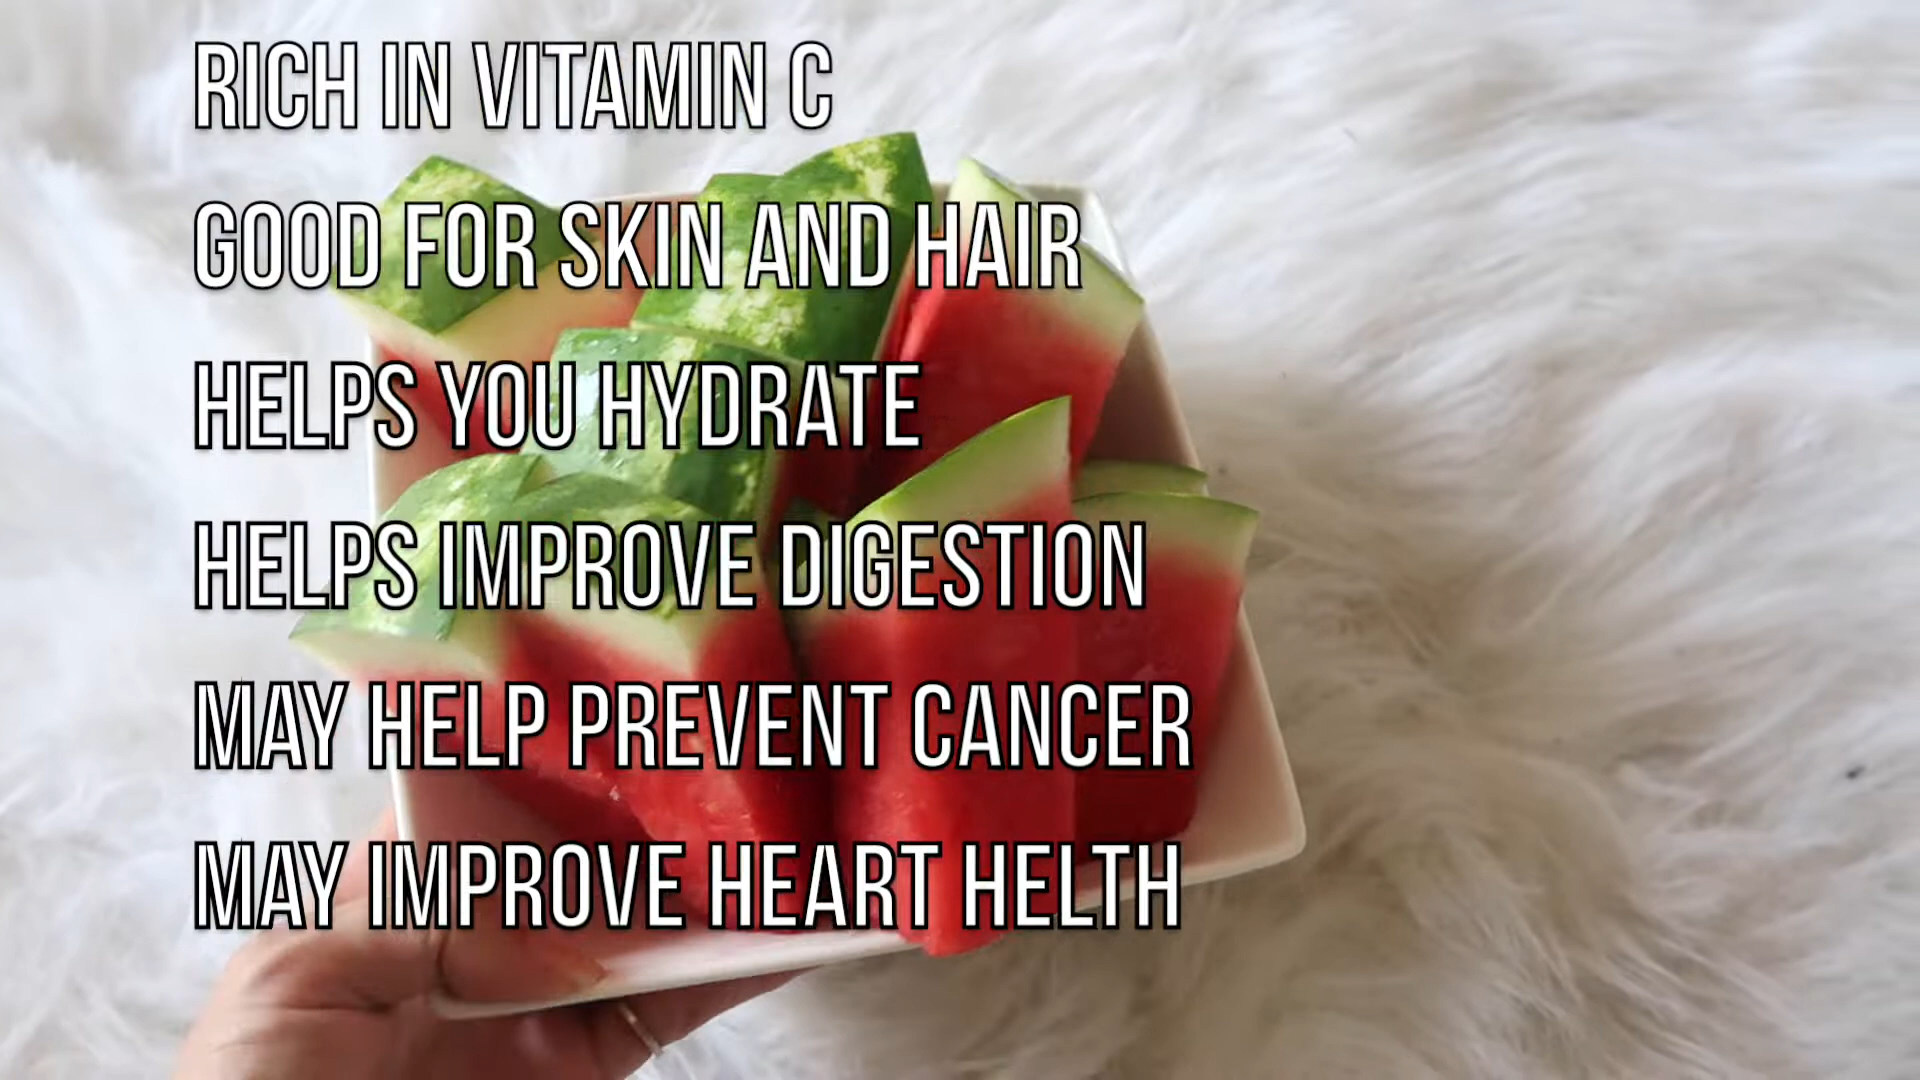 RICH IN VITAMIN C
GOOD FOR SKIN AND HAIR
HELPS YOU HYDRATE
HELPS IMPROVE DIGESTION
MAY HELP PREVENT CANCER
MAY IMPROVE HEART HELTH